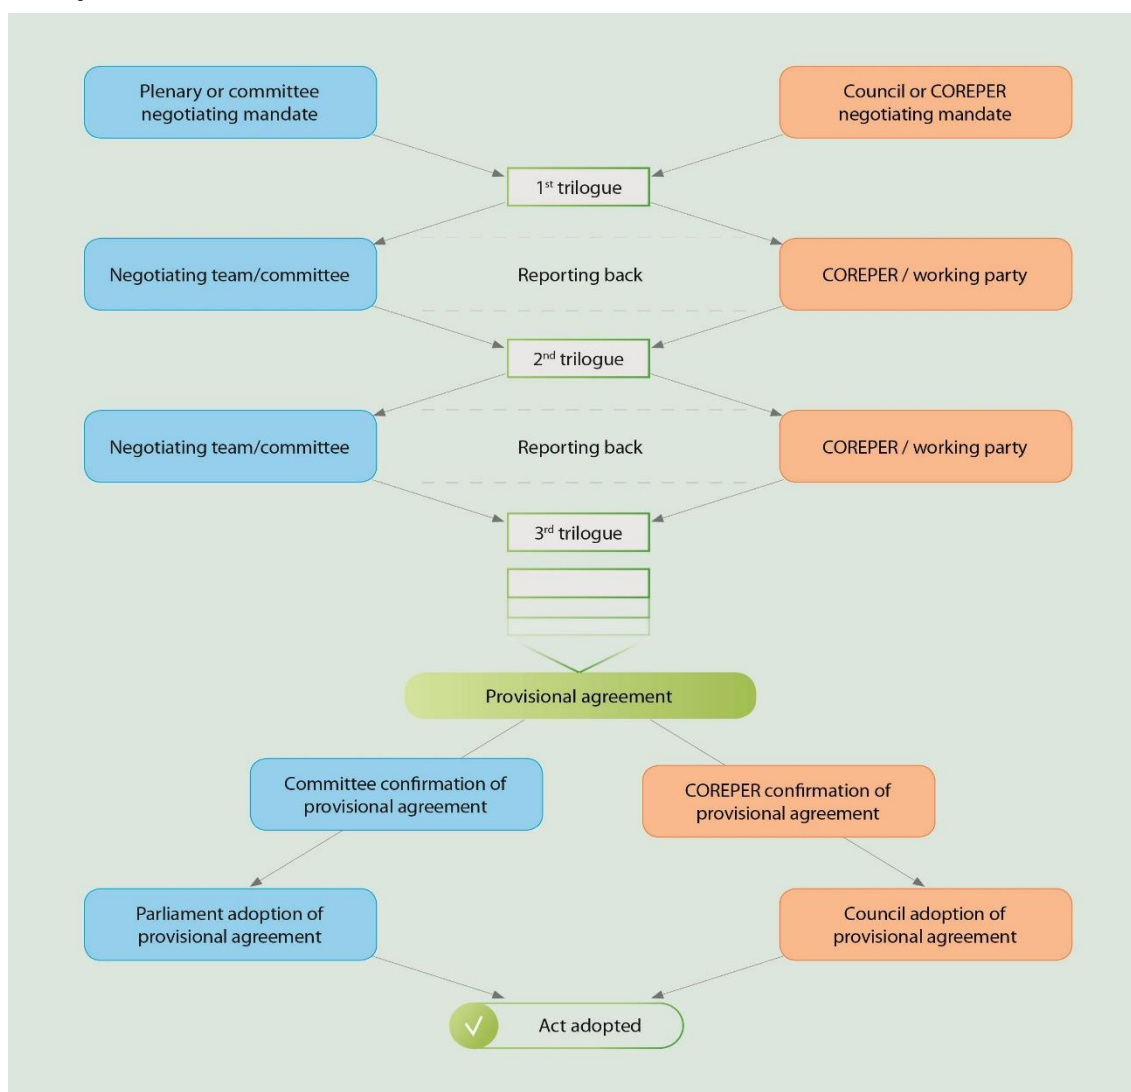 Plenary or committee
negotiating mandate
Council or COREPER
negotiating mandate
1st trilogue
Negotiating team/committee
Reporting back
COREPER / working party
2nd trilogue
Negotiating team/committee
Reporting back
COREPER / working party
3rd trilogue
Provisional agreement
Committee confirmation of
provisional agreement
COREPER confirmation of
provisional agreement
Parliament adoption of
provisional agreement
Council adoption of
provisional agreement
Act adopted